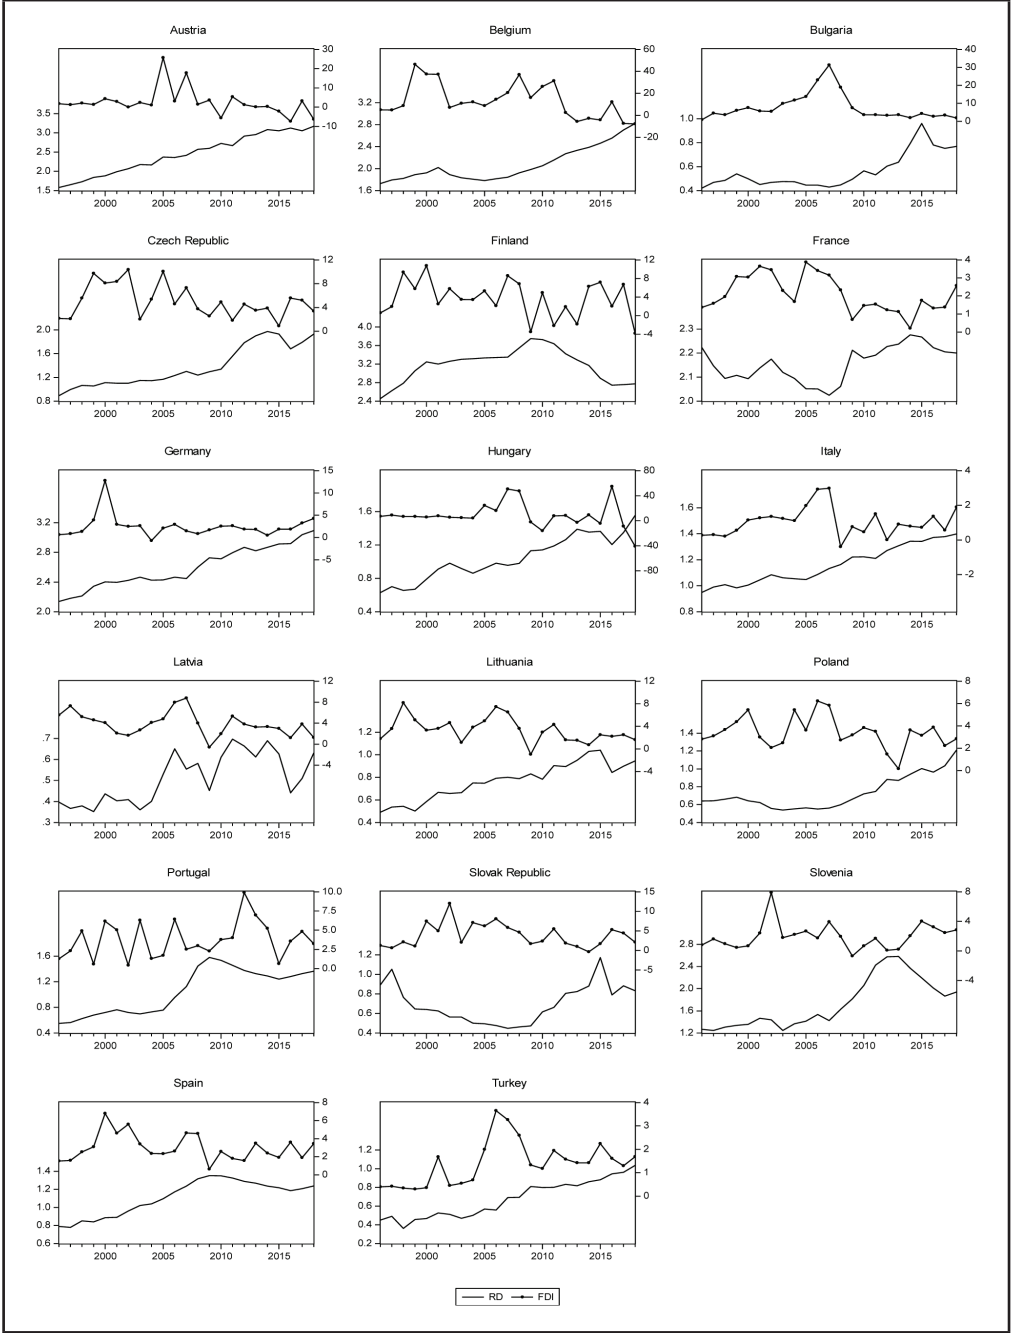 Austria Belgium Bulgaria
30 60 40
20 40 30
10 3.2 20 20
3.5 0 2.8 0 1.0 10
3.0 -10 2.4 -20 0.8 0
2.5 2.0 0.6
2.0 1.6 0.4
1.5
2000 2005 2010 2015 2000 2005 2010 2015 2000 2005 2010 2015
Czech Republic Finland France
12 12 4
8 8 3
4 4 2
2.0 0 4.0 0 2.3 1
1.6 3.6 -4 2.2 0
1.2 3.2 2.1
0.8 2.8 2.0
2.4
2000 2005 2010 2015 2000 2005 2010 2015 2000 2005 2010 2015
Germany Hungary Italy
15 80 4
10 40 2
3.2 5 1.6 0 1.6 0
2.8 0 1.2 -40 1.4 -2
2.4 -5 0.8 -80 1.2
2.0 0.4 1.0
0.8
2000 2005 2010 2015 2000 2005 2010 2015 2000 2005 2010 2015
Latvia Lithuania Poland
12 12 8
8 8 6
4 4 4
.7 0 1.2 0 1.4 2
.6 -4 1.0 -4 1.2 0
.5 0.8 1.0
.4 0.6 0.8
.3 0.4 0.6
0.4
2000 2005 2010 2015 2000 2005 2010 2015 2000 2005 2010 2015
Portugal Slovak Republic Slovenia
10.0 15 8
7.5 10 4
5.0 5 0
1.6 2.5 1.2 0 2.8 -4
1.2 0.0 1.0 -5 2.4
0.8 0.8 2.0
0.4 0.6 1.6
0.4 1.2
2000 2005 2010 2015 2000 2005 2010 2015 2000 2005 2010 2015
Spain Turkey
8 4
6 3
4 1.2 2
1.4 2 1.0 1
1.2 0 0.8 0
1.0 0.6
0.8 0.4
0.6 0.2
2000 2005 2010 2015 2000 2005 2010 2015
RD FDI